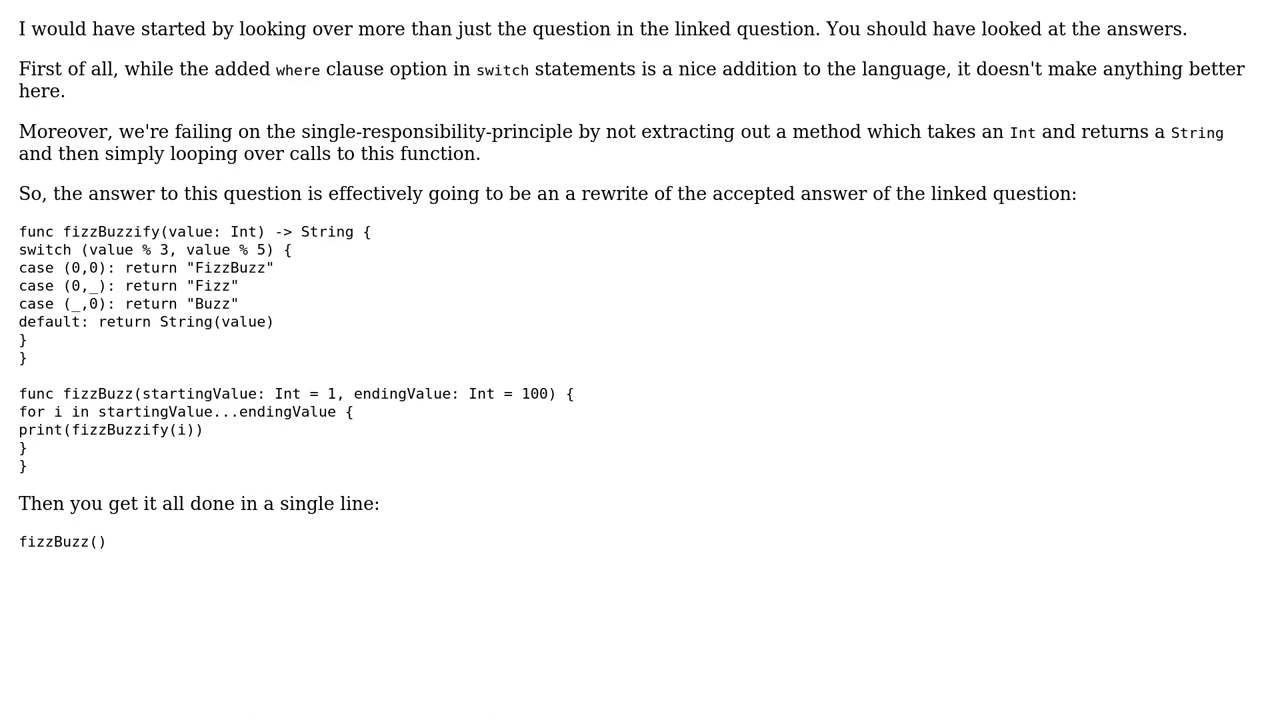 I would have started by looking over more than just the question in the linked question. You should have looked at the answers.
First of all, while the added where clause option in switch statements is a nice addition to the language, it doesn't make anything better
here.
Moreover, we're failing on the single-responsibility-principle by not extracting out a method which takes an Int and returns a String
and then simply looping over calls to this function.
So, the answer to this question is effectively going to be an a rewrite of the accepted answer of the linked question:
func fizzBuzzify(value: Int) -> String {
switch (value % 3, value % 5) {
case (0,0): return "FizzBuzz"
case (0,_): return "Fizz"
case (_,0): return "Buzz"
default: return String(value)
}
}
func fizzBuzz(startingValue: Int = 1, endingValue: Int = 100) {
for i in startingValue...endingValue {
print(fizzBuzzify(i))
}
}
Then you get it all done in a single line:
fizzBuzz()